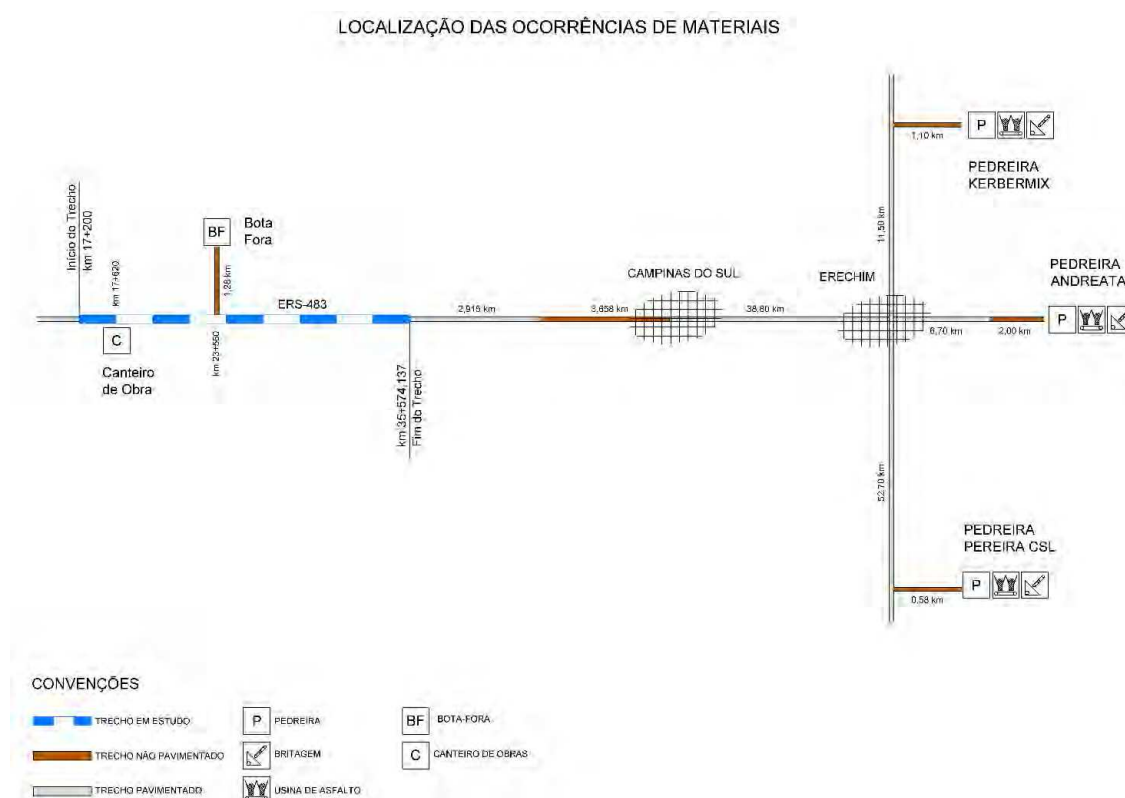 LOCALIZAÇÃO DAS OCORRÊNCIAS DE MATERIAIS
1,10 km
P
PEDREIRA
KERBERMIX
Início do Trecho
km 17+200
km 17+620
BF
Bota
Fora
1,28 km
11,50 km
CAMPINAS DO SUL
ERECHIM
PEDREIRA
ANDREATA
ERS-483
2,915 km
3,658 km
38,80 km
6,70 km
2,00 km
P
C
Canteiro
de Obra
km 23+560
km 35+574,137
Fim do Trecho
52,70 km
PEDREIRA
PEREIRA CSL
P
0,58 km
CONVENÇÕES
TRECHO EM ESTUDO
P
PEDREIRA
BF
BOTA-FORA
TRECHO NÃO PAVIMENTADO
BRITAGEM
C
CANTEIRO DE OBRAS
TRECHO PAVIMENTADO
USINA DE ASFALTO